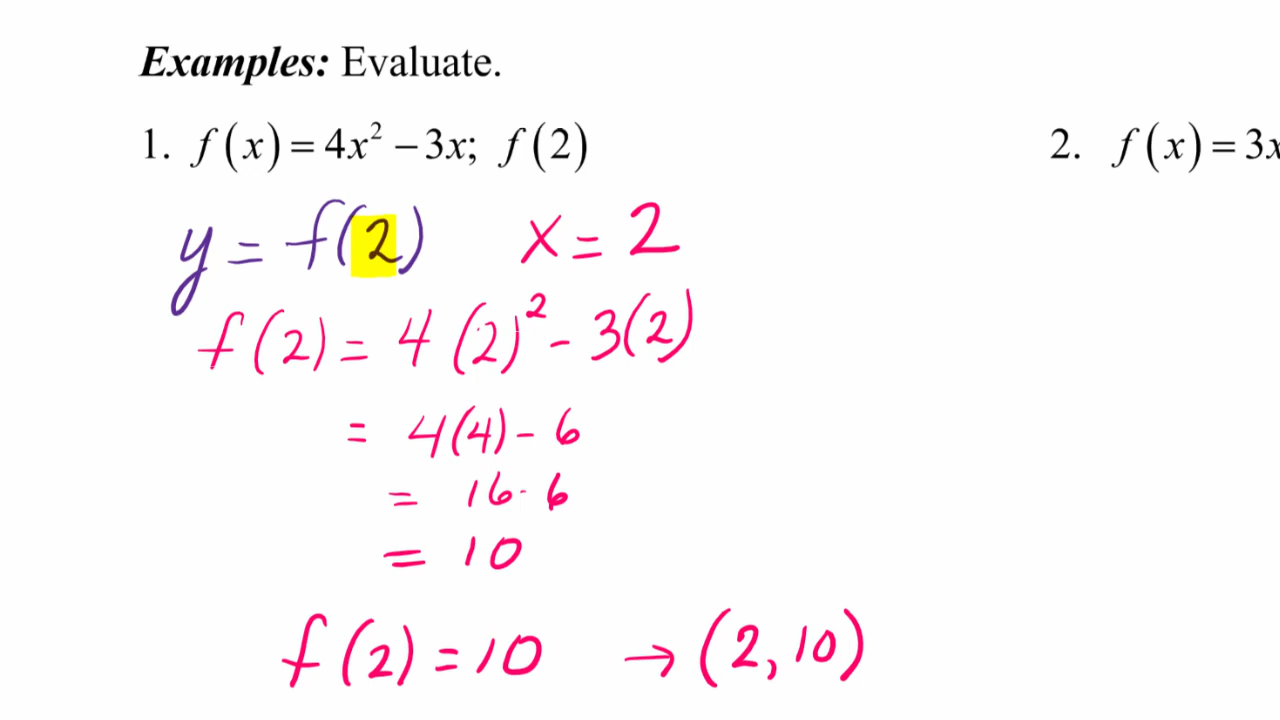 Examples: Evaluate.
1. f(x) = 4x² − 3x; f(2)
2. f(x) = 3x
y = f(2) x = 2
f(2) = 4(2)² - 3(2)
= 4(4) - 6
= 16 - 6
= 10
f(2) = 10 → (2, 10)